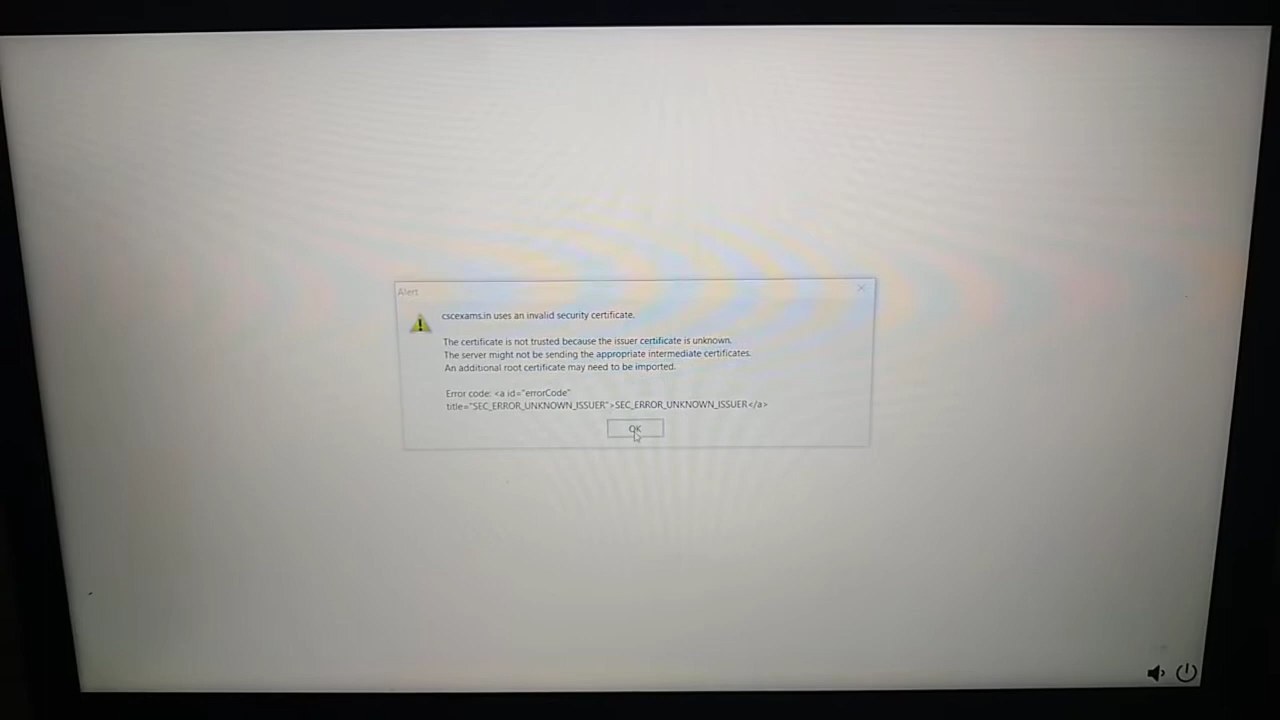 Alert
cscexams.in uses an invalid security certificate.
The certificate is not trusted because the issuer certificate is unknown.
The server might not be sending the appropriate intermediate certificates.
An additional root certificate may need to be imported.
Error code: <a id="errorCode"
title="SEC_ERROR_UNKNOWN_ISSUER">SEC_ERROR_UNKNOWN_ISSUER</a>
OK